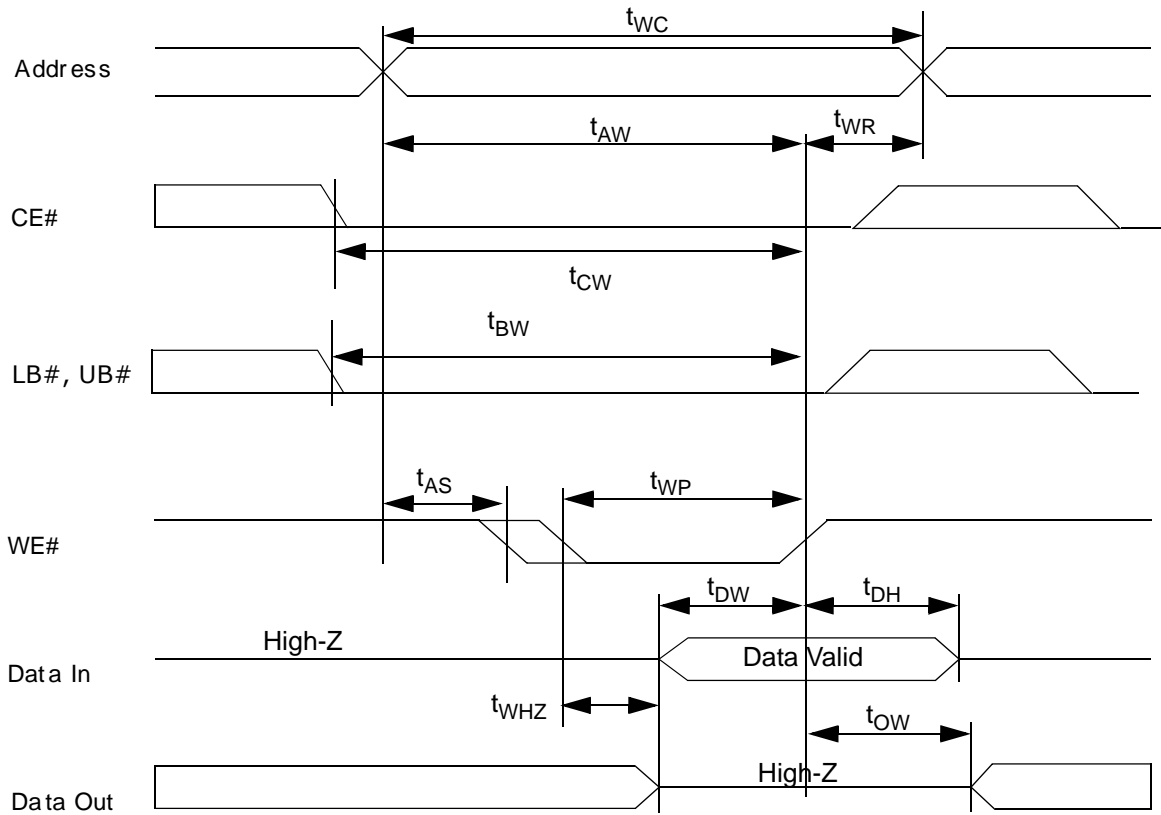 tWC
Address
tAW
tWR
CE#
tCW
tBW
LB#, UB#
tAS
tWP
WE#
tDW
tDH
High-Z
Data Valid
Data In
tWHZ
tOW
High-Z
Data Out